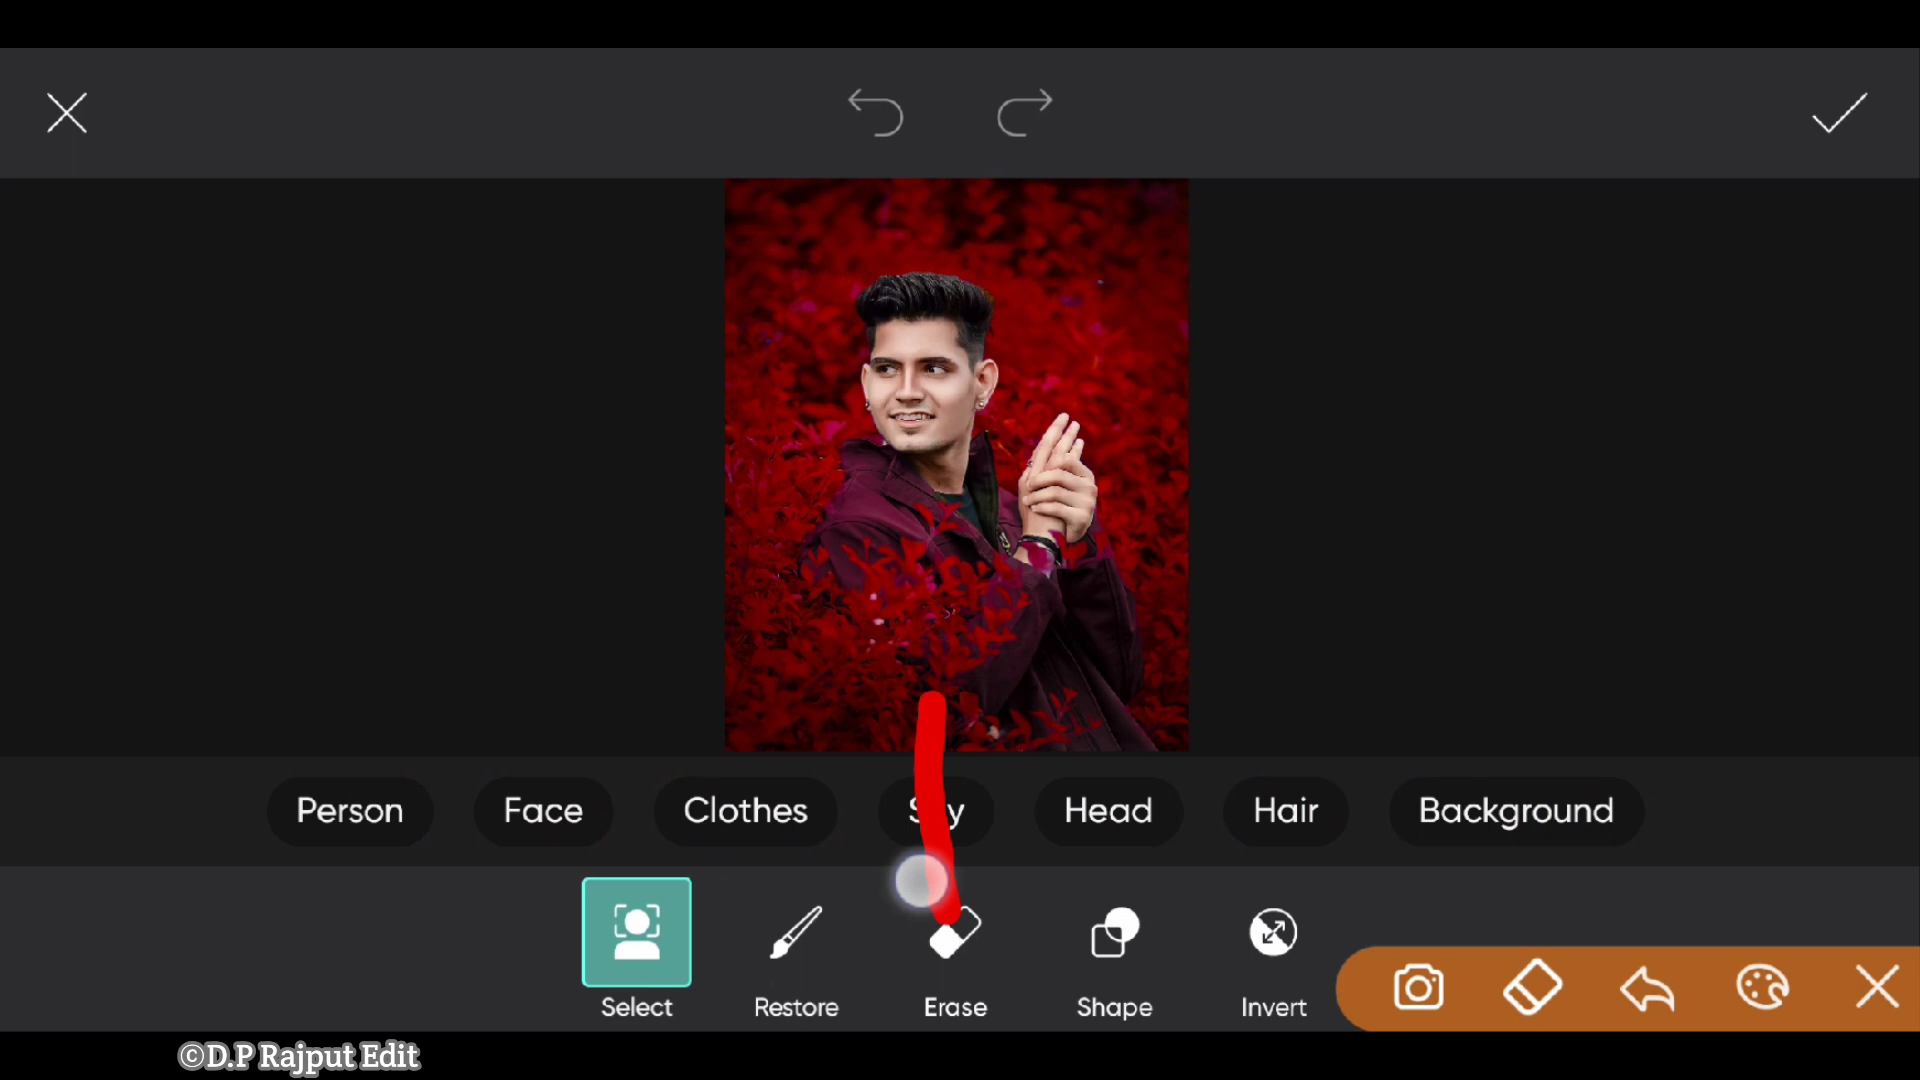 Person Face Clothes Head Hair Background
Select Restore Erase Shape Invert
©D.P Rajput Edit